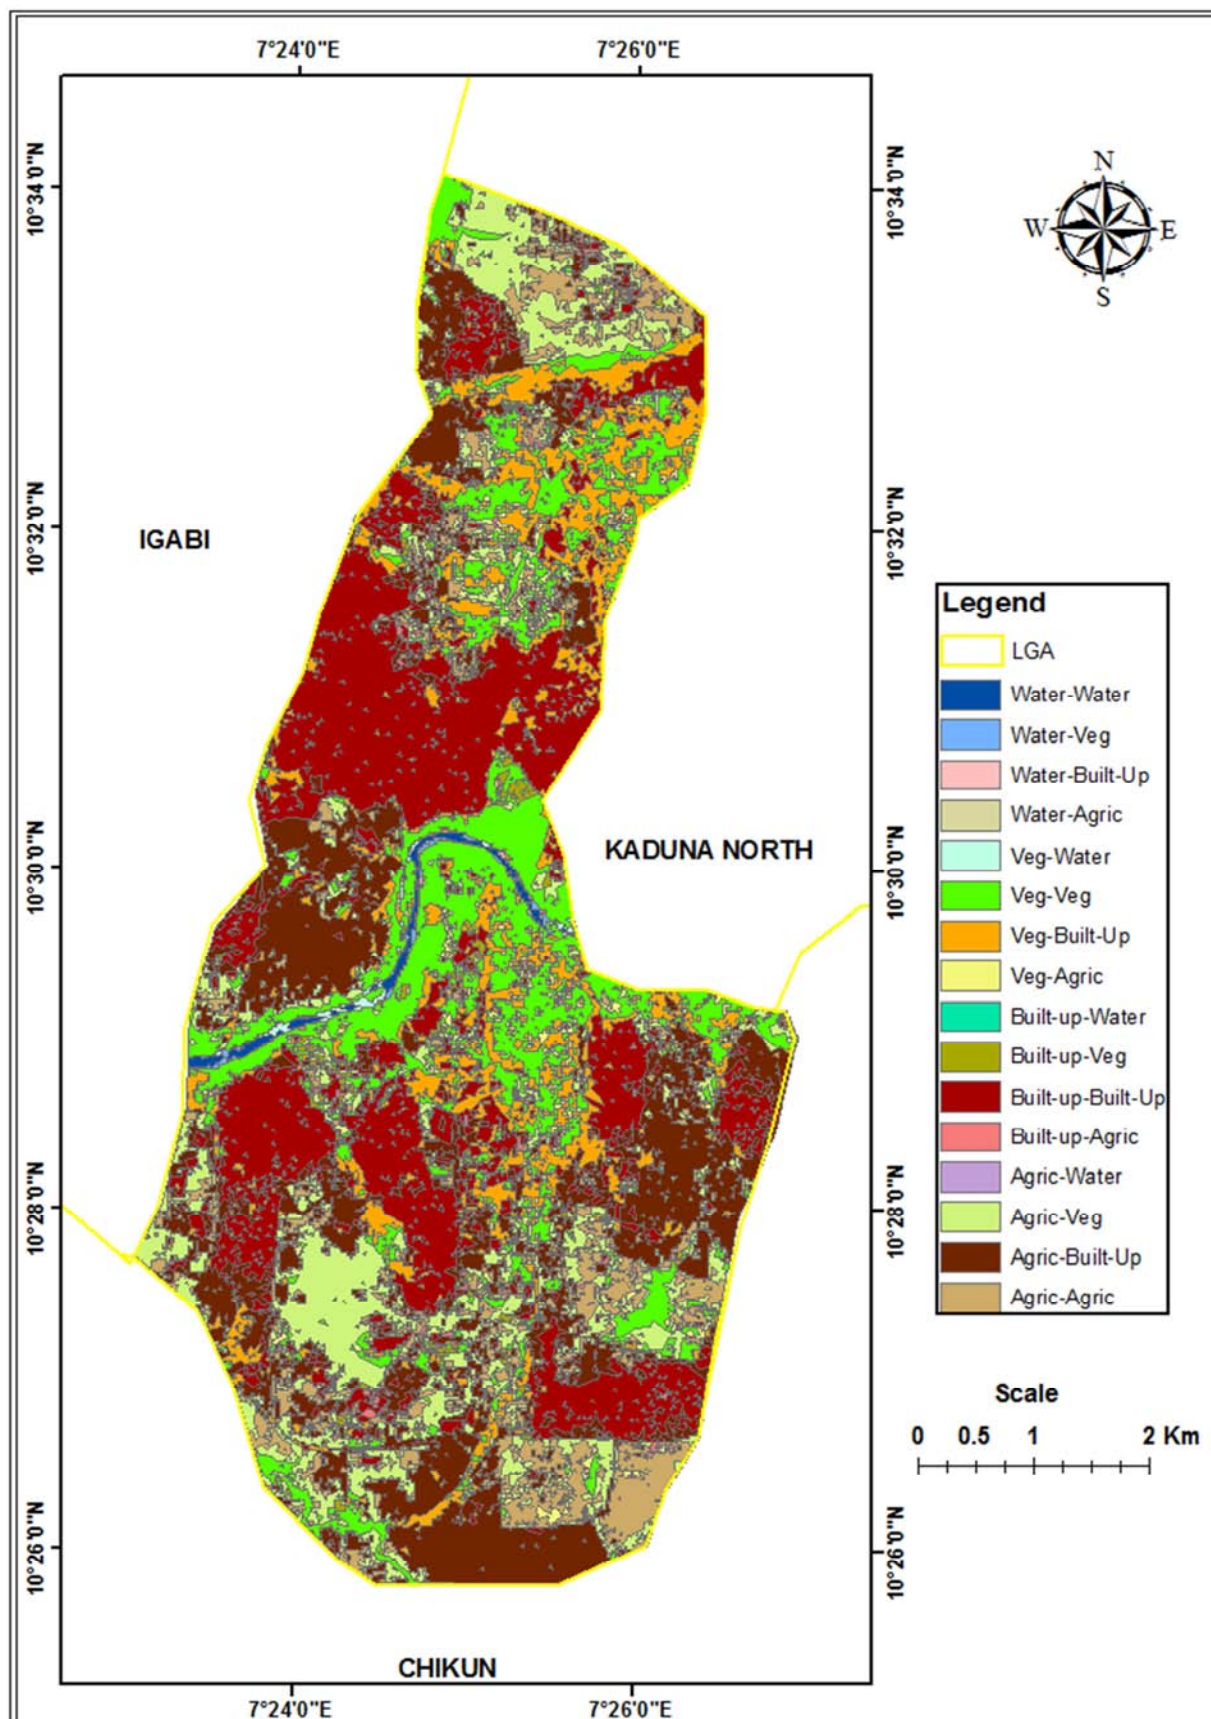 7°24'0"E 7°26'0"E
10°34'0"N 10°34'0"N
N
W E
S
10°32'0"N 10°32'0"N
IGABI
Legend
LGA
Water-Water
Water-Veg
Water-Built-Up
Water-Agric
Veg-Water
Veg-Veg
Veg-Built-Up
Veg-Agric
Built-up-Water
Built-up-Veg
Built-up-Built-Up
Built-up-Agric
Agric-Water
Agric-Veg
Agric-Built-Up
Agric-Agric
KADUNA NORTH
10°30'0"N 10°30'0"N
10°28'0"N 10°28'0"N
Scale
0 0.5 1 2 Km
10°26'0"N 10°26'0"N
CHIKUN
7°24'0"E 7°26'0"E